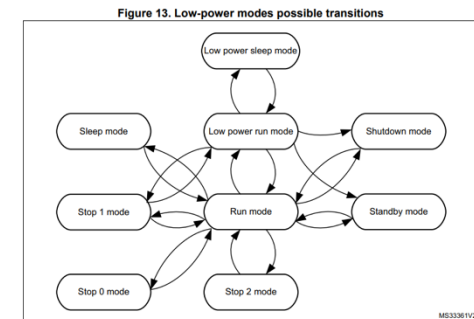 Figure 13. Low-power modes possible transitions
Low power sleep mode
Sleep mode
Low power run mode
Shutdown mode
Stop 1 mode
Run mode
Standby mode
Stop 0 mode
Stop 2 mode
MS33361V2